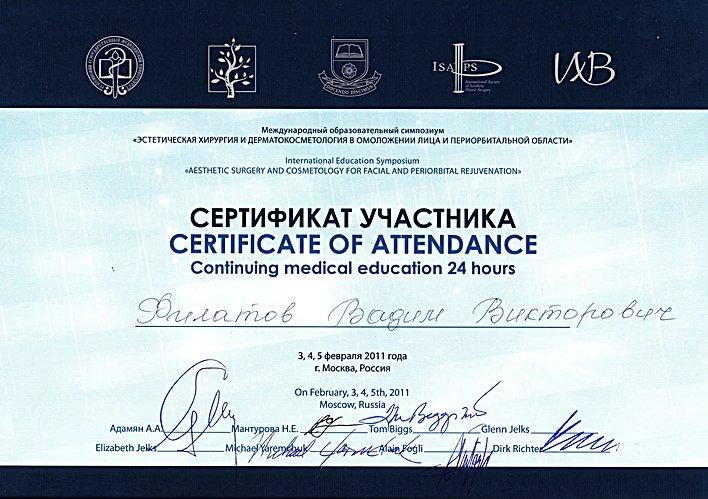 DOCENDO DISCIMUS
ISAPS
International Society
of Aesthetic
Plastic Surgery
Международный образовательный симпозиум
«ЭСТЕТИЧЕСКАЯ ХИРУРГИЯ И ДЕРМАТОКОСМЕТОЛОГИЯ В ОМОЛОЖЕНИИ ЛИЦА И ПЕРИОРБИТАЛЬНОЙ ОБЛАСТИ»
International Education Symposium
«AESTHETIC SURGERY AND COSMETOLOGY FOR FACIAL AND PERIORBITAL REJUVENATION»
СЕРТИФИКАТ УЧАСТНИКА
CERTIFICATE OF ATTENDANCE
Continuing medical education 24 hours
Филатов Вадим Викторович
3, 4, 5 февраля 2011 года
г. Москва, Россия
On February, 3, 4, 5th, 2011
Moscow, Russia
Адамян А.А. Мантурова Н.Е. Tom Biggs Glenn Jelks
Elizabeth Jelks Michael Yaremchuk Alain Fogli Dirk Richter